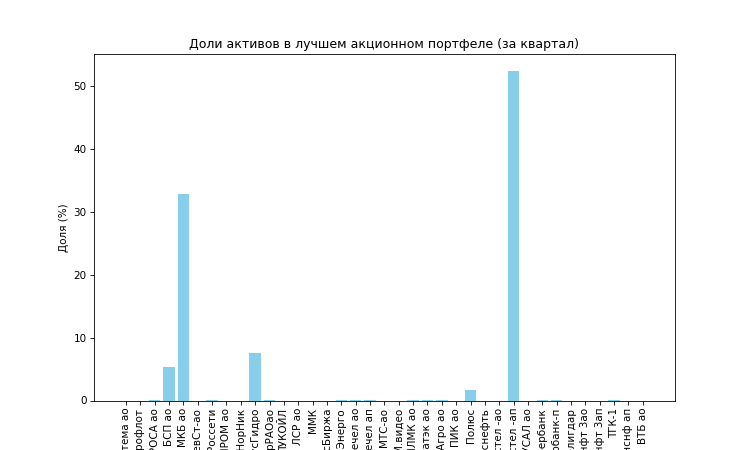 Доли активов в лучшем акционном портфеле (за квартал)
Доля (%)
50
40
30
20
10
0
тема ао
рофлот
РОСА ао
БСП ао
МКБ ао
евСт-ао
Россети
ПРОМ ао
НорНик
усГидро
рРАОао
ЛУКОЙЛ
ЛСР ао
ММК
сБиржа
Энерго
ечел ао
ечел ап
МТС-ао
М.видео
ЛМК ао
атэк ао
Агро ао
ПИК ао
Полюс
снефть
стел -ао
стел -ап
УСАЛ ао
ербанк
рбанк-п
лигдар
нфт 3ао
нфт 3ап
ТГК-1
нснф ап
ВТБ ао